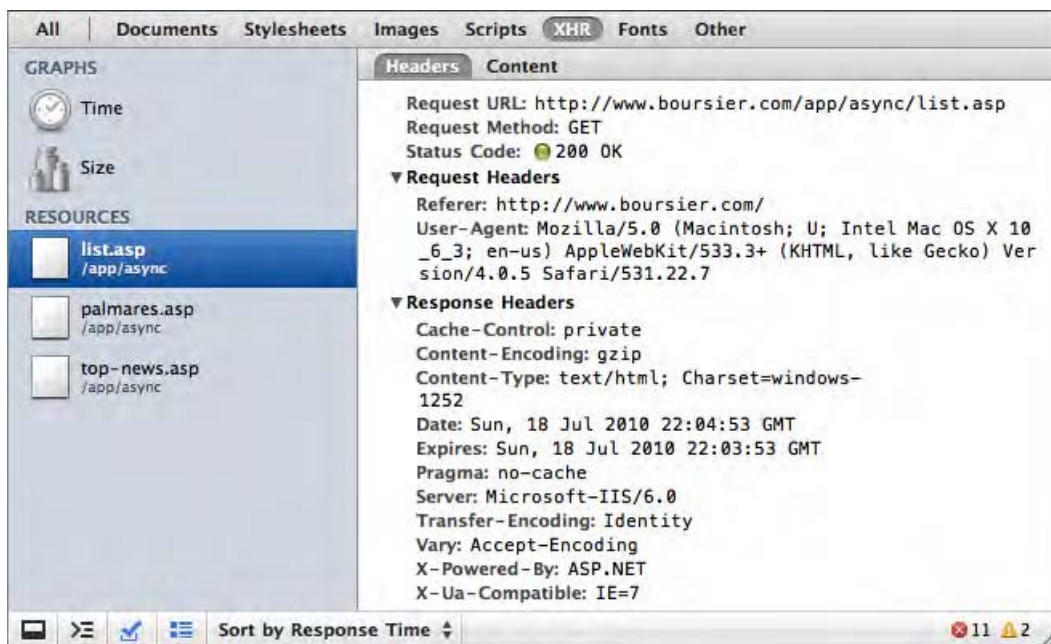 All Documents Stylesheets Images Scripts XHR Fonts Other
GRAPHS
Time
Size
RESOURCES
list.asp
/app/async
palmares.asp
/app/async
top-news.asp
/app/async
Headers Content
Request URL: http://www.boursier.com/app/async/list.asp
Request Method: GET
Status Code: 200 OK
Request Headers
Referer: http://www.boursier.com/
User-Agent: Mozilla/5.0 (Macintosh; U; Intel Mac OS X 10
_6_3; en-us) AppleWebKit/533.3+ (KHTML, like Gecko) Ver
sion/4.0.5 Safari/531.22.7
Response Headers
Cache-Control: private
Content-Encoding: gzip
Content-Type: text/html; Charset=windows-
1252
Date: Sun, 18 Jul 2010 22:04:53 GMT
Expires: Sun, 18 Jul 2010 22:03:53 GMT
Pragma: no-cache
Server: Microsoft-IIS/6.0
Transfer-Encoding: Identity
Vary: Accept-Encoding
X-Powered-By: ASP.NET
X-Ua-Compatible: IE=7
Sort by Response Time
11 2